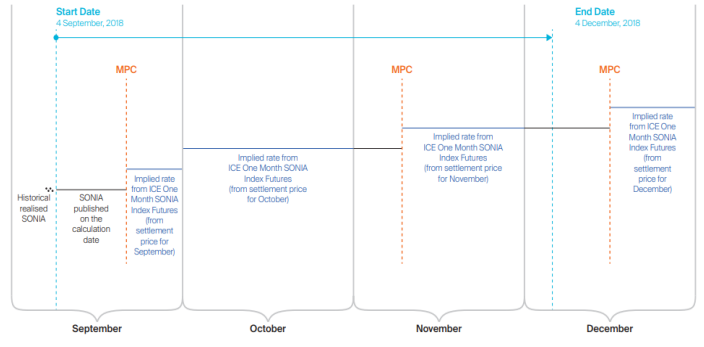 Start Date
4 September, 2018
End Date
4 December, 2018
MPC
MPC
MPC
Historical
realised
SONIA
SONIA
published
on the
calculation
date
Implied rate
from ICE One
Month SONIA
Index Futures
(from
settlement
price for
September)
Implied rate from
ICE One Month SONIA
Index Futures
(from settlement price
for October)
Implied rate from
ICE One Month SONIA
Index Futures
(from settlement price
for November)
Implied rate
from ICE One
Month SONIA
Index Futures
(from
settlement
price for
December)
September
October
November
December